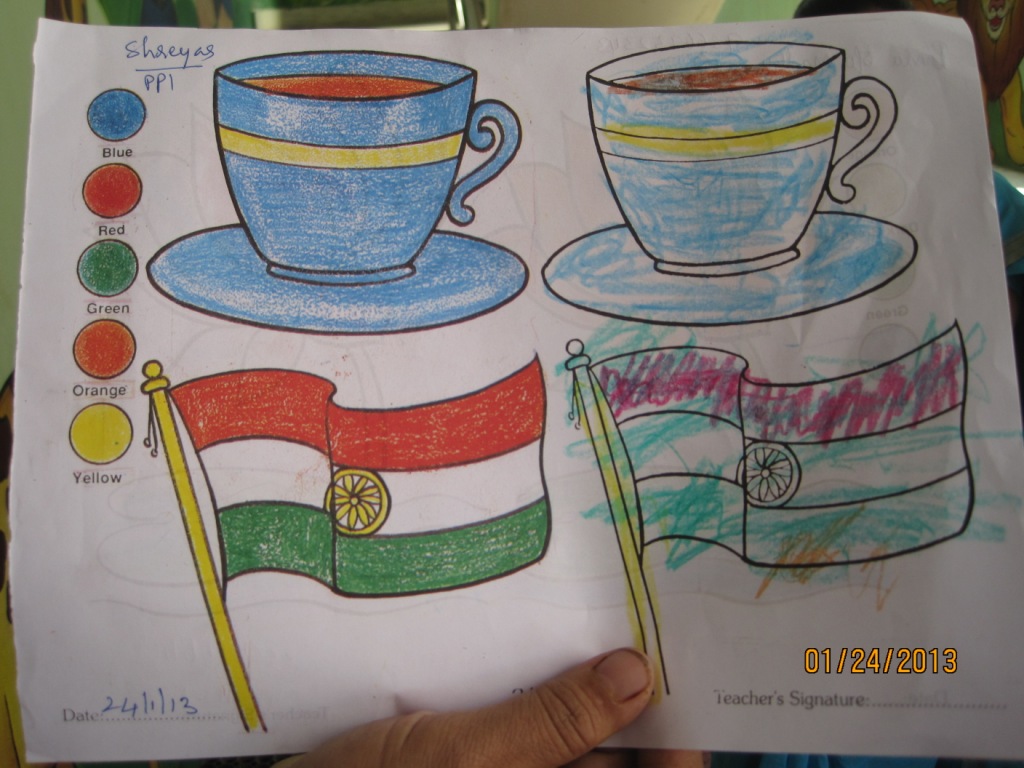 Shreyas
PP1
Blue
Red
Green
Orange
Yellow
01/24/2013
Date: 24/1/13
Teacher's Signature: